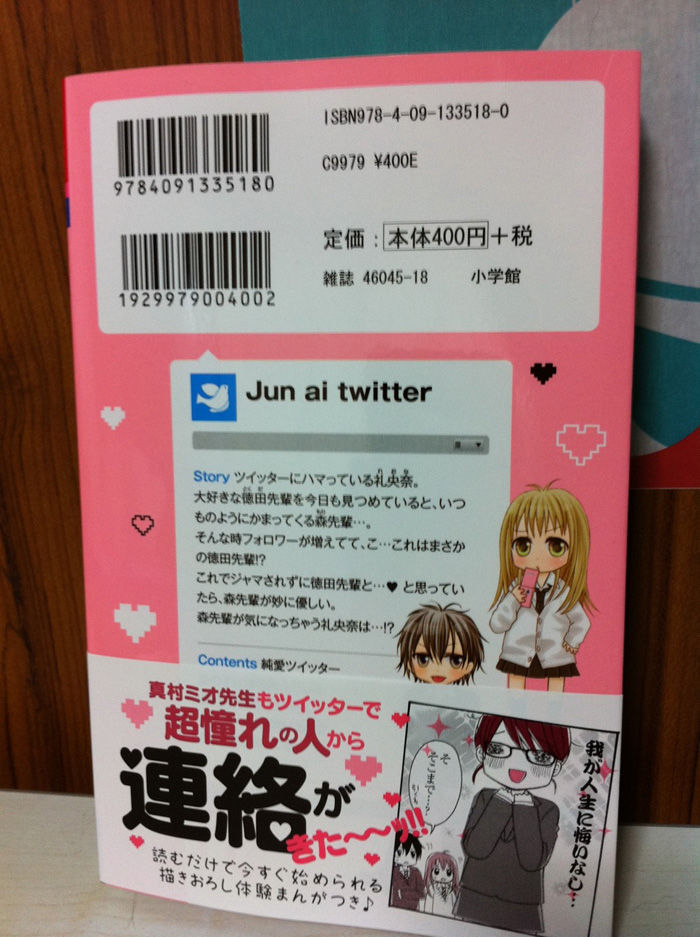 ISBN978-4-09-133518-0
C9979 ¥400E
9784091335180
定価：本体400円＋税
雑誌 46045-18 小学館
1929979004002
Jun ai twitter
Story ツイッターにハマっている礼央奈。
大好きな徳田先輩を今日も見つめていると、いつ
ものようにかまってくる森先輩…。
そんな時フォロワーが増えてて、こ…これはまさか
の徳田先輩!?
これでジャマされずに徳田先輩と…♥ と思ってい
たら、森先輩が妙に優しい。
森先輩が気になっちゃう礼央奈は…!?
Contents 純愛ツイッター
真村ミオ先生もツイッターで
超憧れの人から
連絡が
きた〜〜ッ!!
読むだけで今すぐ始められる
描きおろし体験まんがつき♪
我が人生に悔いなし…
そ
そこまで…?